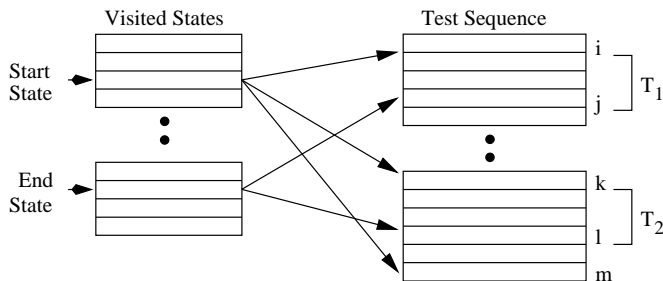 Visited States
Test Sequence
Start
State
End
State
i
j
T1
k
l
T2
m